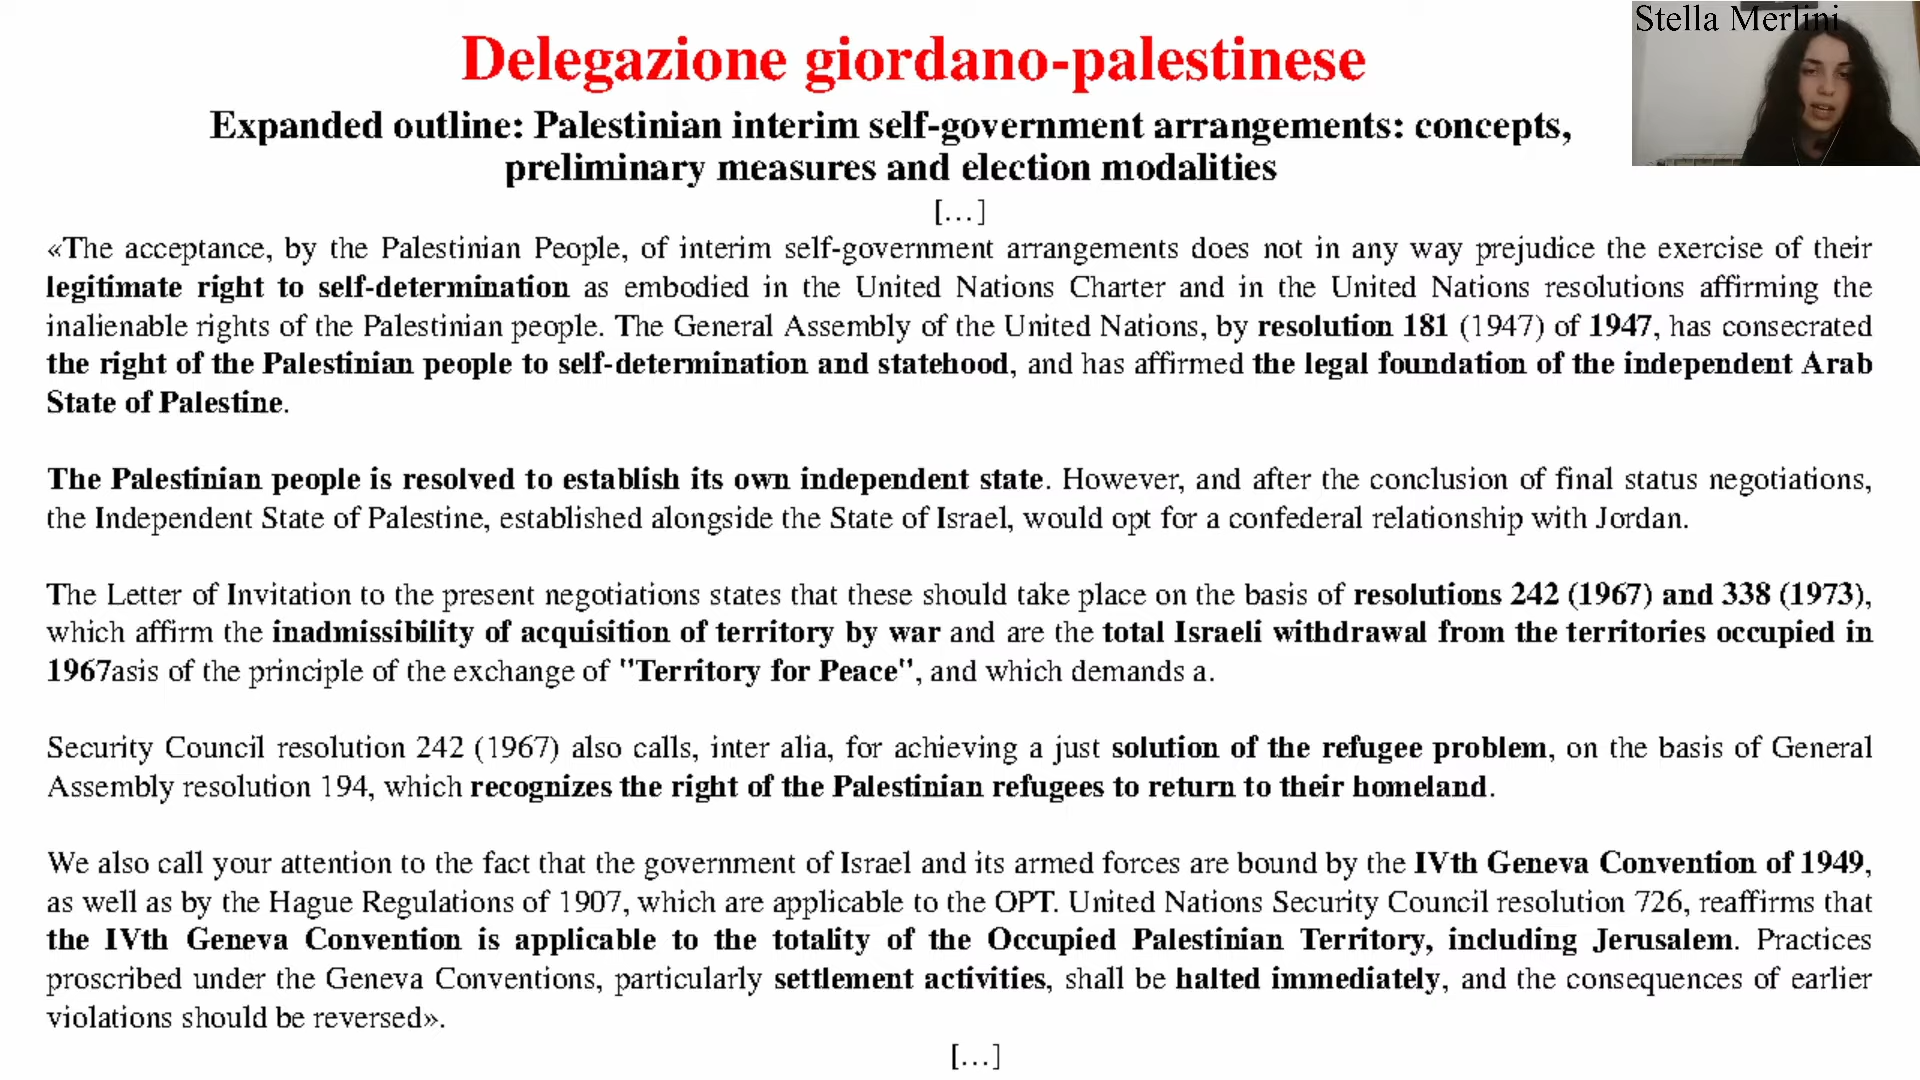 Stella Merlini
Delegazione giordano-palestinese
Expanded outline: Palestinian interim self-government arrangements: concepts,
preliminary measures and election modalities
[…]
«The acceptance, by the Palestinian People, of interim self-government arrangements does not in any way prejudice the exercise of their
legitimate right to self-determination as embodied in the United Nations Charter and in the United Nations resolutions affirming the
inalienable rights of the Palestinian people. The General Assembly of the United Nations, by resolution 181 (1947) of 1947, has consecrated
the right of the Palestinian people to self-determination and statehood, and has affirmed the legal foundation of the independent Arab
State of Palestine.
The Palestinian people is resolved to establish its own independent state. However, and after the conclusion of final status negotiations,
the Independent State of Palestine, established alongside the State of Israel, would opt for a confederal relationship with Jordan.
The Letter of Invitation to the present negotiations states that these should take place on the basis of resolutions 242 (1967) and 338 (1973),
which affirm the inadmissibility of acquisition of territory by war and are the total Israeli withdrawal from the territories occupied in
1967asis of the principle of the exchange of "Territory for Peace", and which demands a.
Security Council resolution 242 (1967) also calls, inter alia, for achieving a just solution of the refugee problem, on the basis of General
Assembly resolution 194, which recognizes the right of the Palestinian refugees to return to their homeland.
We also call your attention to the fact that the government of Israel and its armed forces are bound by the IVth Geneva Convention of 1949,
as well as by the Hague Regulations of 1907, which are applicable to the OPT. United Nations Security Council resolution 726, reaffirms that
the IVth Geneva Convention is applicable to the totality of the Occupied Palestinian Territory, including Jerusalem. Practices
proscribed under the Geneva Conventions, particularly settlement activities, shall be halted immediately, and the consequences of earlier
violations should be reversed».
[…]